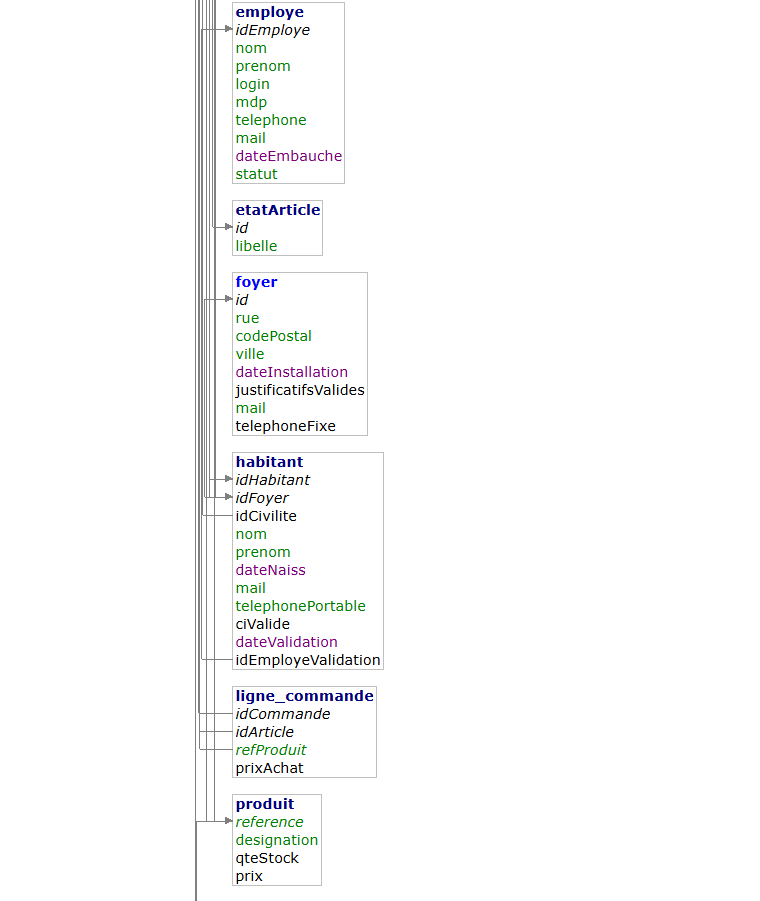 employe
idEmploye
nom
prenom
login
mdp
telephone
mail
dateEmbauche
statut
etatArticle
id
libelle
foyer
id
rue
codePostal
ville
dateInstallation
justificatifsValides
mail
telephoneFixe
habitant
idHabitant
idFoyer
idCivilite
nom
prenom
dateNaiss
mail
telephonePortable
ciValide
dateValidation
idEmployeValidation
ligne_commande
idCommande
idArticle
refProduit
prixAchat
produit
reference
designation
qteStock
prix